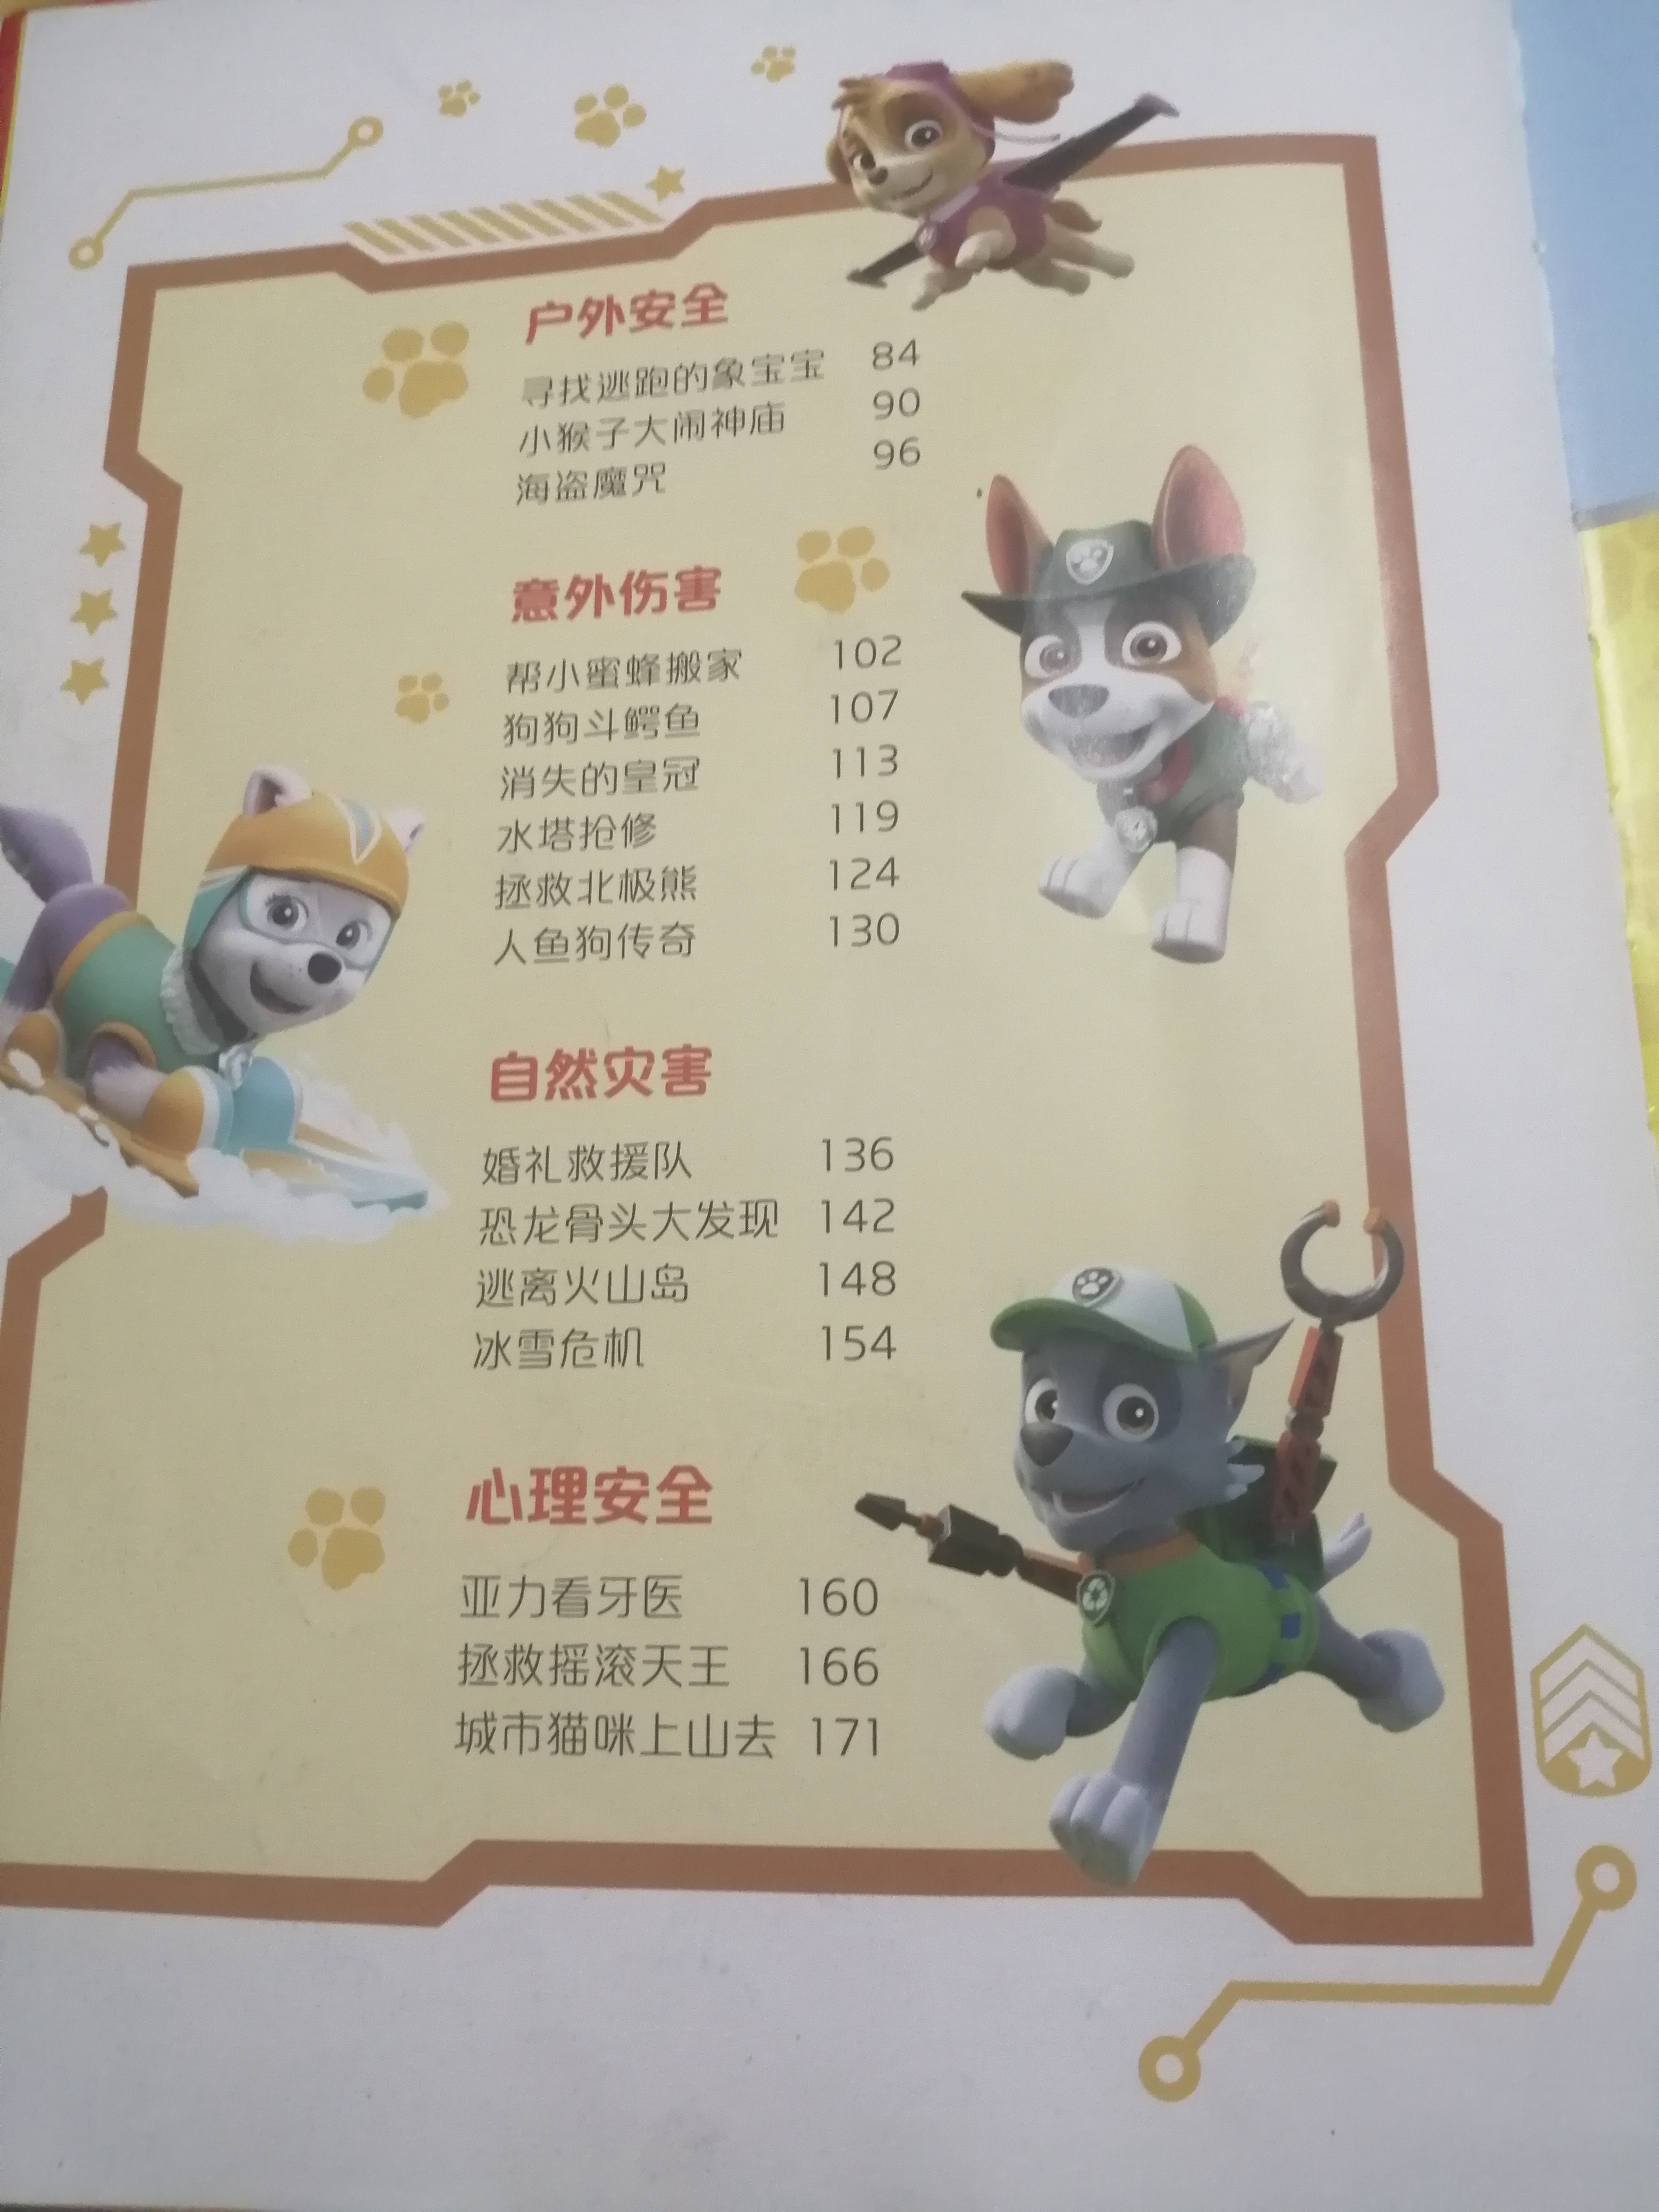 户外安全
寻找逃跑的象宝宝 84
小猴子大闹神庙 90
海盗魔咒 96
意外伤害
帮小蜜蜂搬家 102
狗狗斗鳄鱼 107
消失的皇冠 113
水塔抢修 119
拯救北极熊 124
人鱼狗传奇 130
自然灾害
婚礼救援队 136
恐龙骨头大发现 142
逃离火山岛 148
冰雪危机 154
心理安全
亚力看牙医 160
拯救摇滚天王 166
城市猫咪上山去 171